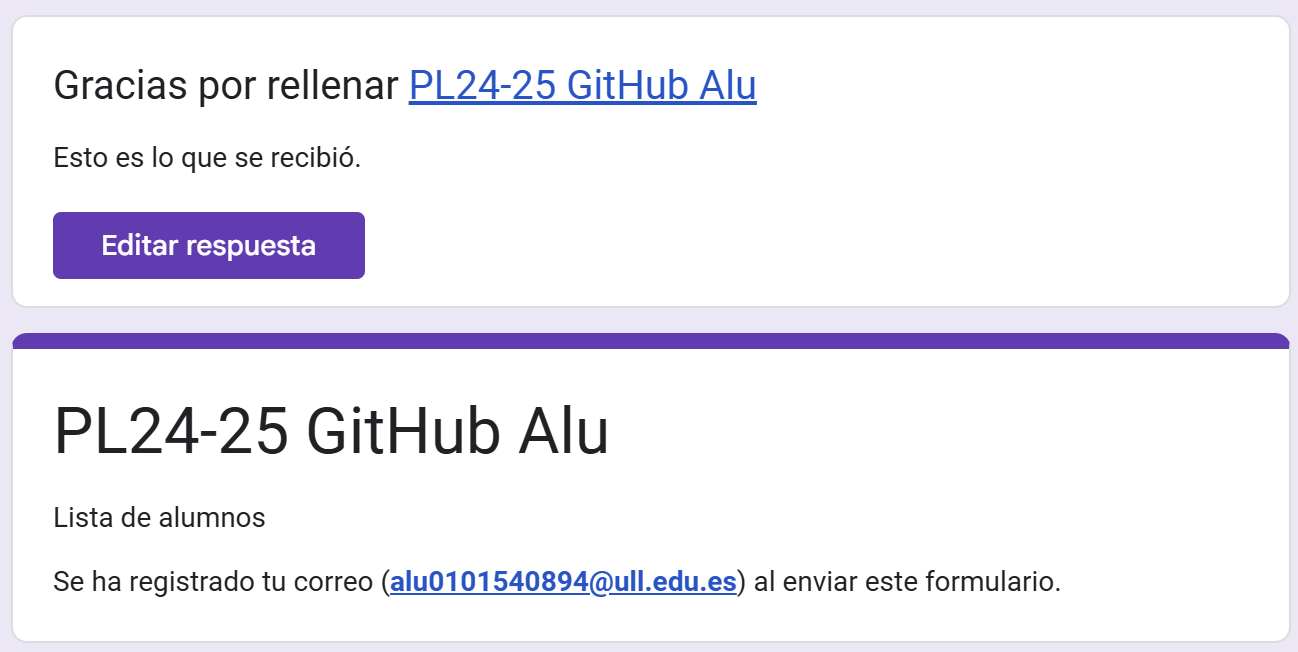 Gracias por rellenar PL24-25 GitHub Alu
Esto es lo que se recibió.
Editar respuesta
PL24-25 GitHub Alu
Lista de alumnos
Se ha registrado tu correo (alu0101540894@ull.edu.es) al enviar este formulario.